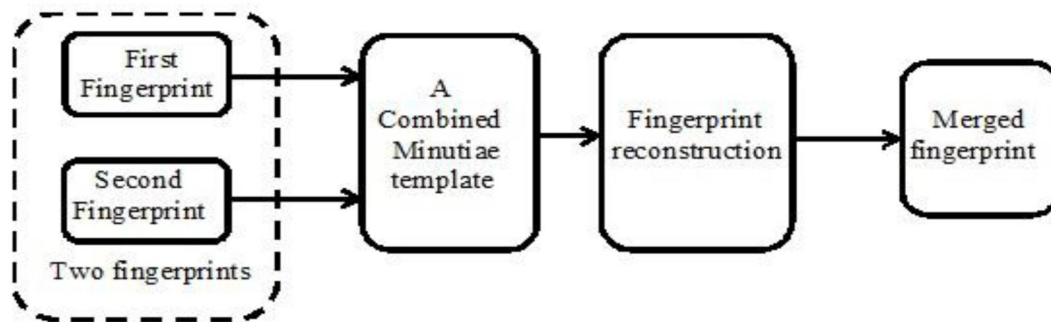 First
Fingerprint
Second
Fingerprint
Two fingerprints
A
Combined
Minutiae
template
Fingerprint
reconstruction
Merged
fingerprint